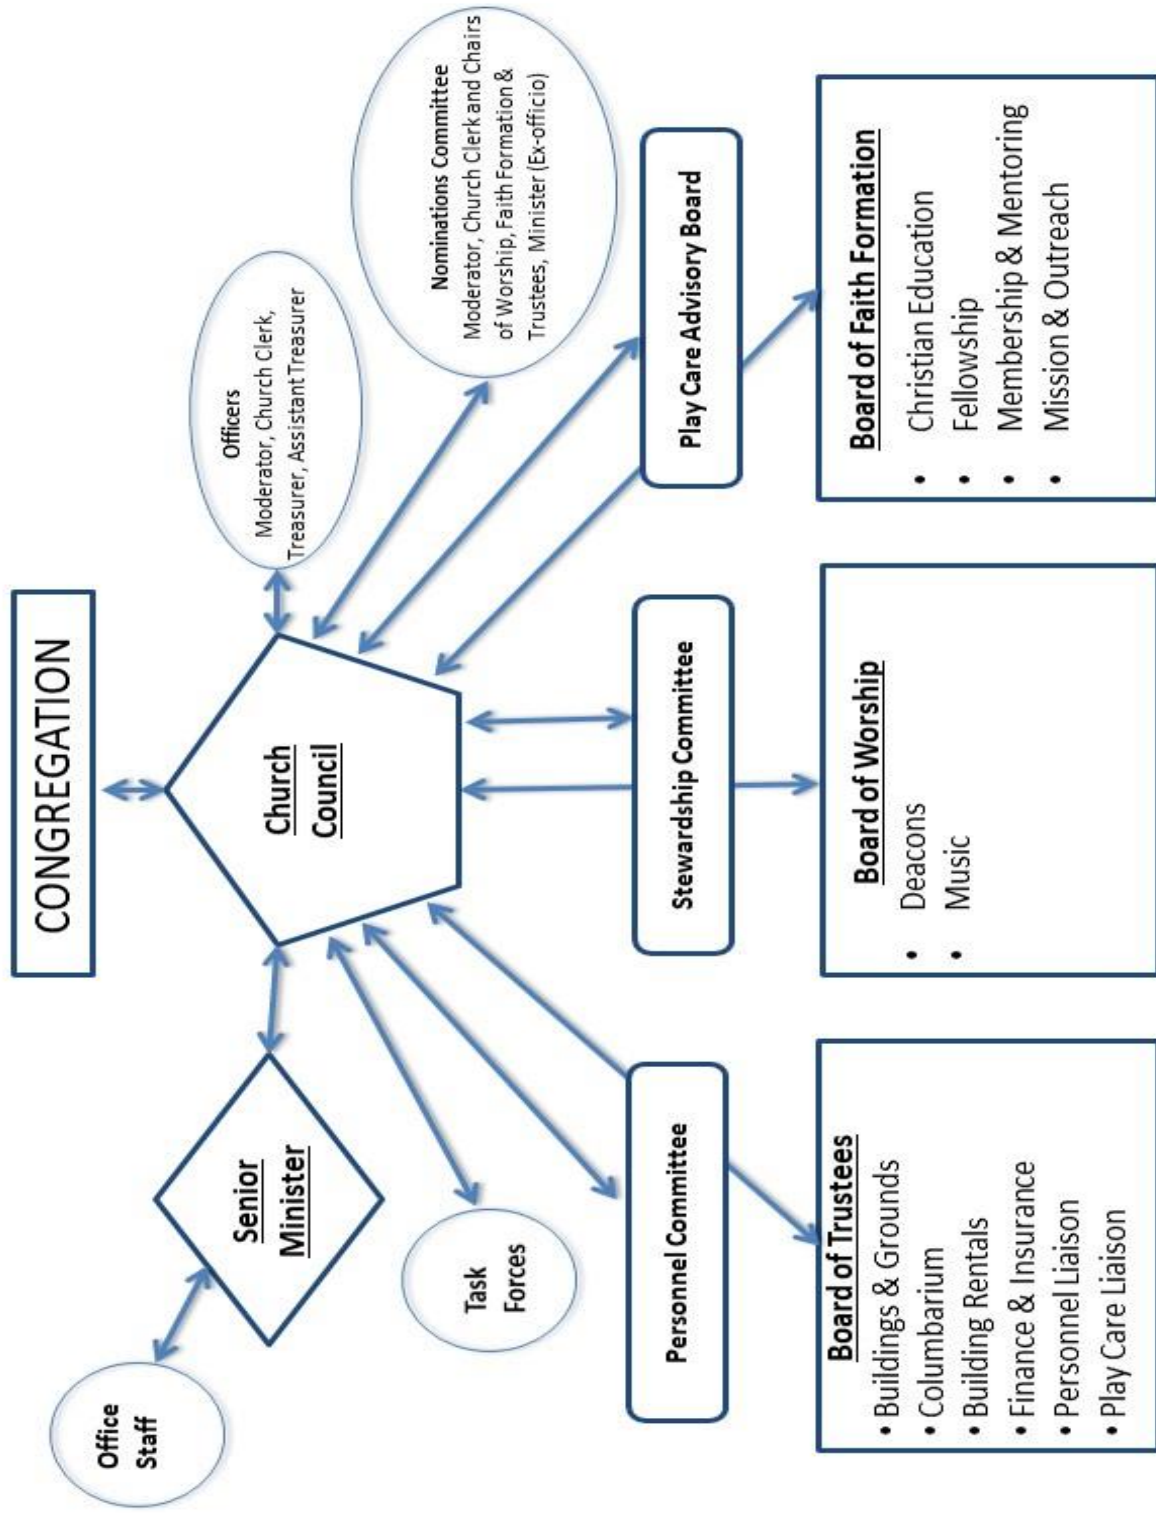 CONGREGATION
Office
Staff
Senior
Minister
Church
Council
Officers
Moderator, Church Clerk,
Treasurer, Assistant Treasurer
Nominations Committee
Moderator, Church Clerk and Chairs
of Worship, Faith Formation &
Trustees, Minister (Ex-officio)
Task
Forces
Personnel Committee
Stewardship Committee
Play Care Advisory Board
Board of Trustees
• Buildings & Grounds
• Columbarium
• Building Rentals
• Finance & Insurance
• Personnel Liaison
• Play Care Liaison
Board of Worship
• Deacons
• Music
Board of Faith Formation
• Christian Education
• Fellowship
• Membership & Mentoring
• Mission & Outreach